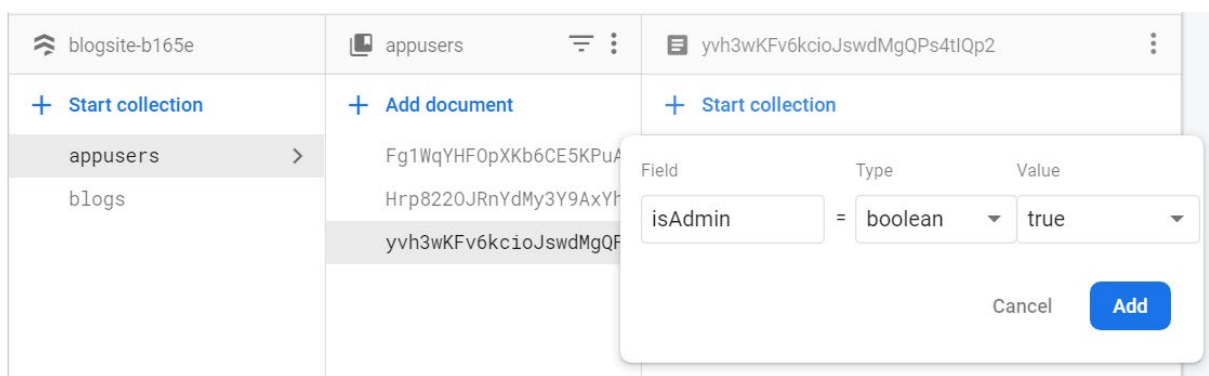 blogsite-b165e
appusers
yvh3wKFv6kcioJswdMgQPs4tIQp2
+ Start collection
+ Add document
+ Start collection
appusers
blogs
Fg1WqYHFOpXKb6CE5KPuA
Hrp822OJRnYdMy3Y9AxYh
yvh3wKFv6kcioJswdMgQP
Field
Type
Value
isAdmin
=
boolean
true
Cancel
Add